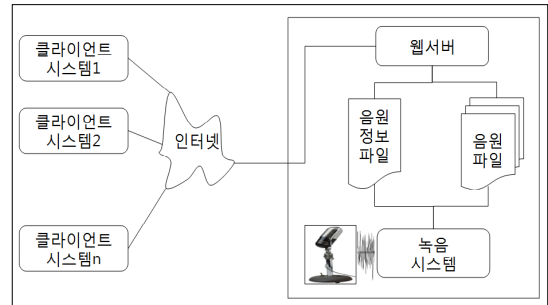 클라이언트
시스템1
클라이언트
시스템2
클라이언트
시스템n
인터넷
웹서버
음원
정보
파일
음원
파일
녹음
시스템